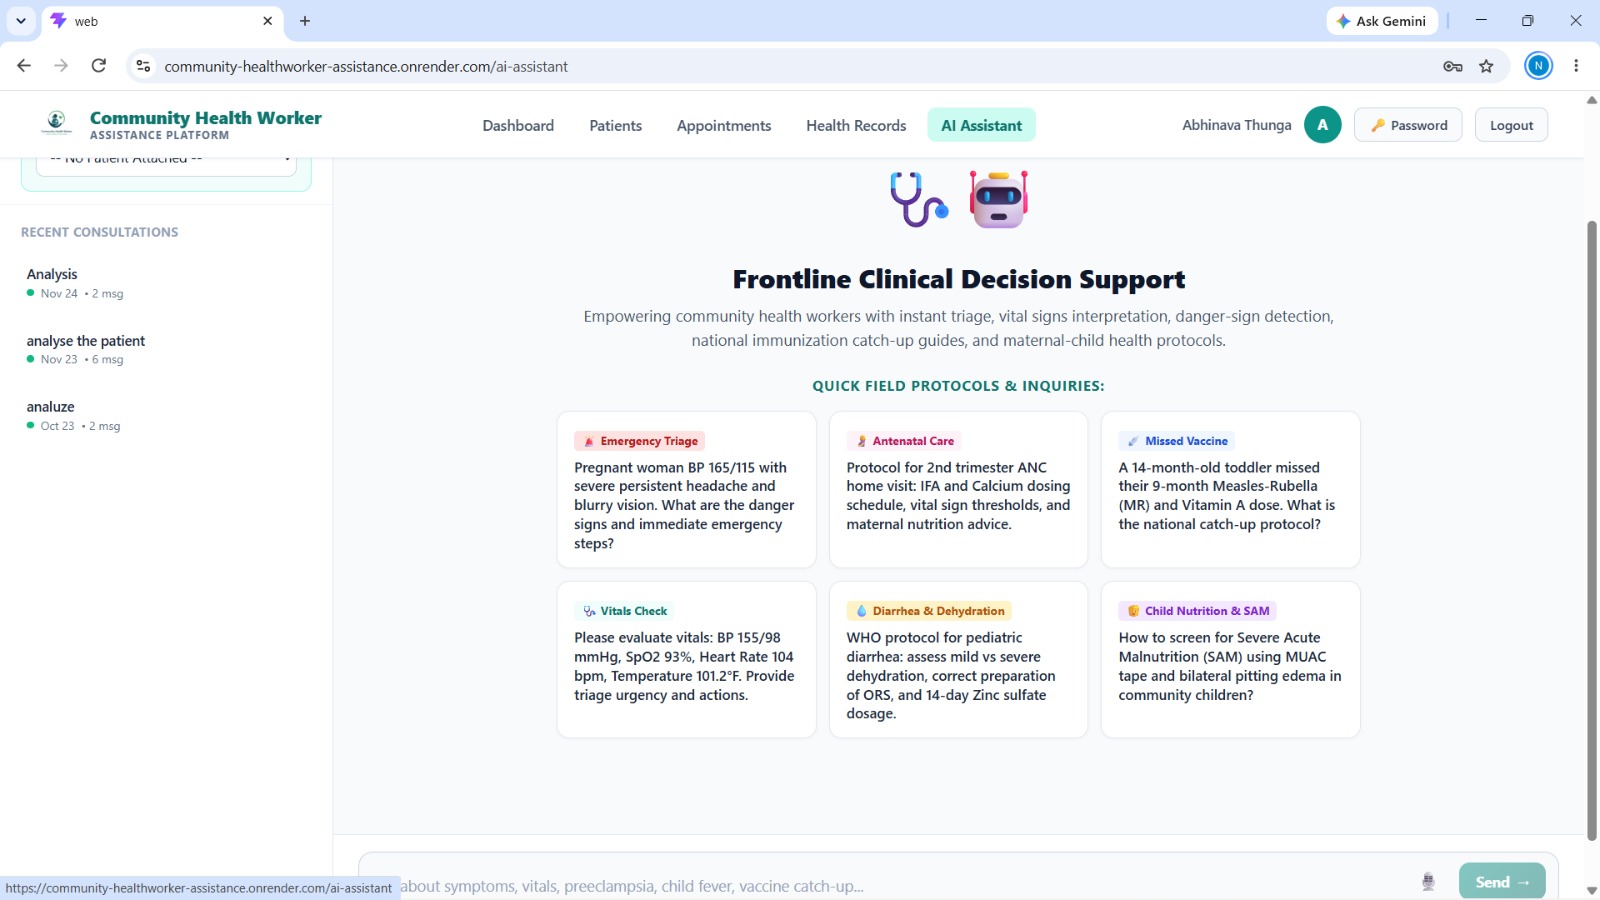 web
Ask Gemini
community-healthworker-assistance.onrender.com/ai-assistant
N
Community Health Worker
ASSISTANCE PLATFORM
Dashboard
Patients
Appointments
Health Records
AI Assistant
Abhinava Thunga
A
Password
Logout
-- No Patient Attached --
RECENT CONSULTATIONS
Analysis
Nov 24 • 2 msg
analyse the patient
Nov 23 • 6 msg
analuze
Oct 23 • 2 msg
Frontline Clinical Decision Support
Empowering community health workers with instant triage, vital signs interpretation, danger-sign detection,
national immunization catch-up guides, and maternal-child health protocols.
QUICK FIELD PROTOCOLS & INQUIRIES:
Emergency Triage
Pregnant woman BP 165/115 with
severe persistent headache and
blurry vision. What are the danger
signs and immediate emergency
steps?
Antenatal Care
Protocol for 2nd trimester ANC
home visit: IFA and Calcium dosing
schedule, vital sign thresholds, and
maternal nutrition advice.
Missed Vaccine
A 14-month-old toddler missed
their 9-month Measles-Rubella
(MR) and Vitamin A dose. What is
the national catch-up protocol?
Vitals Check
Please evaluate vitals: BP 155/98
mmHg, SpO2 93%, Heart Rate 104
bpm, Temperature 101.2°F. Provide
triage urgency and actions.
Diarrhea & Dehydration
WHO protocol for pediatric
diarrhea: assess mild vs severe
dehydration, correct preparation
of ORS, and 14-day Zinc sulfate
dosage.
Child Nutrition & SAM
How to screen for Severe Acute
Malnutrition (SAM) using MUAC
tape and bilateral pitting edema in
community children?
about symptoms, vitals, preeclampsia, child fever, vaccine catch-up...
Send →
https://community-healthworker-assistance.onrender.com/ai-assistant